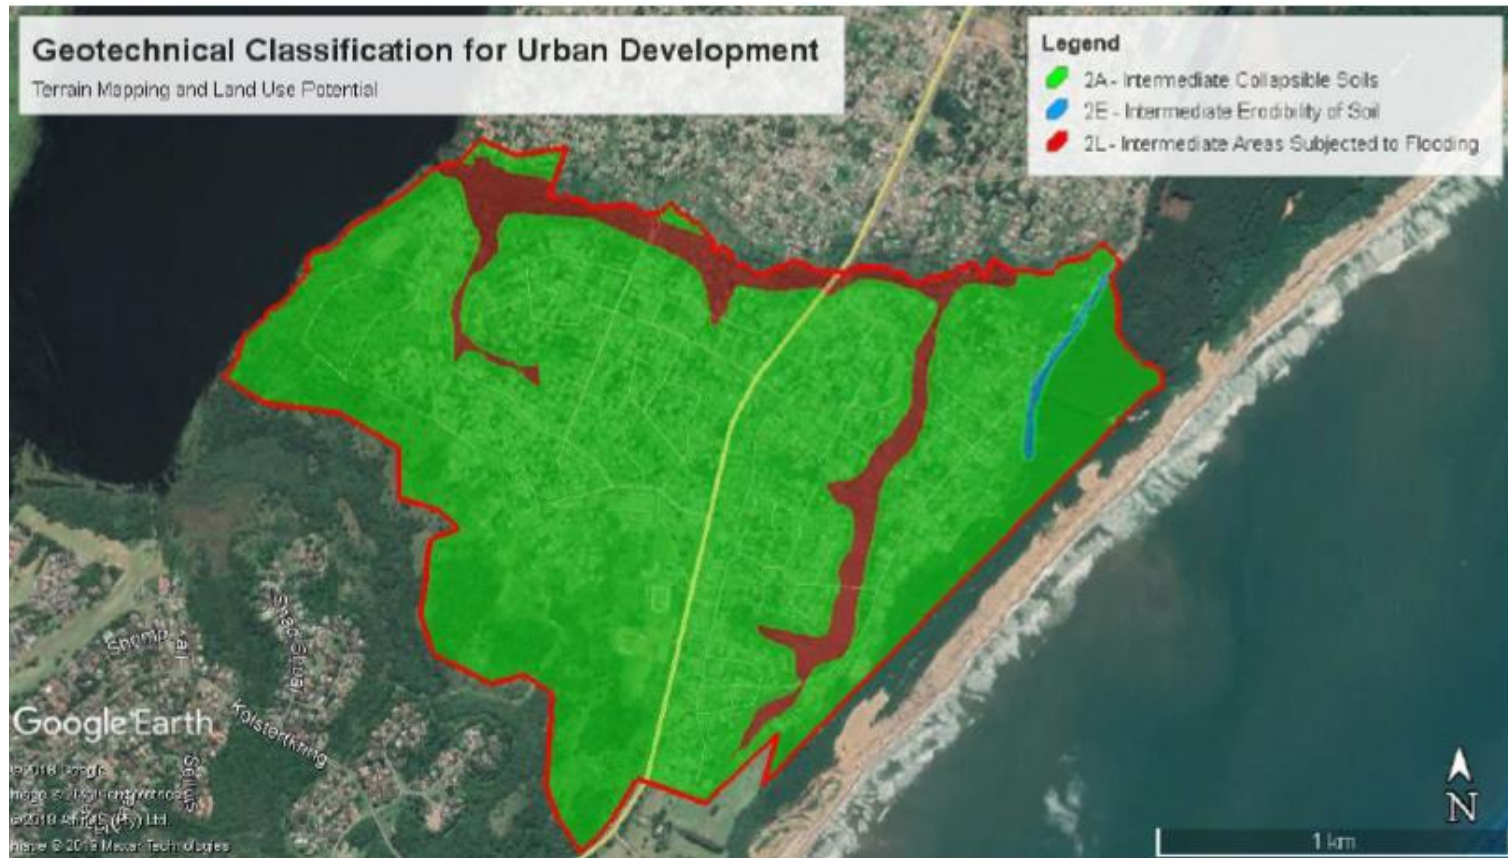 Geotechnical Classification for Urban Development
Terrain Mapping and Land Use Potential
Legend
2A - Intermediate Collapsible Soils
2E - Intermediate Erodibility of Soil
2L - Intermediate Areas Subjected to Flooding
Google Earth
Kolstertkring
1 km
N